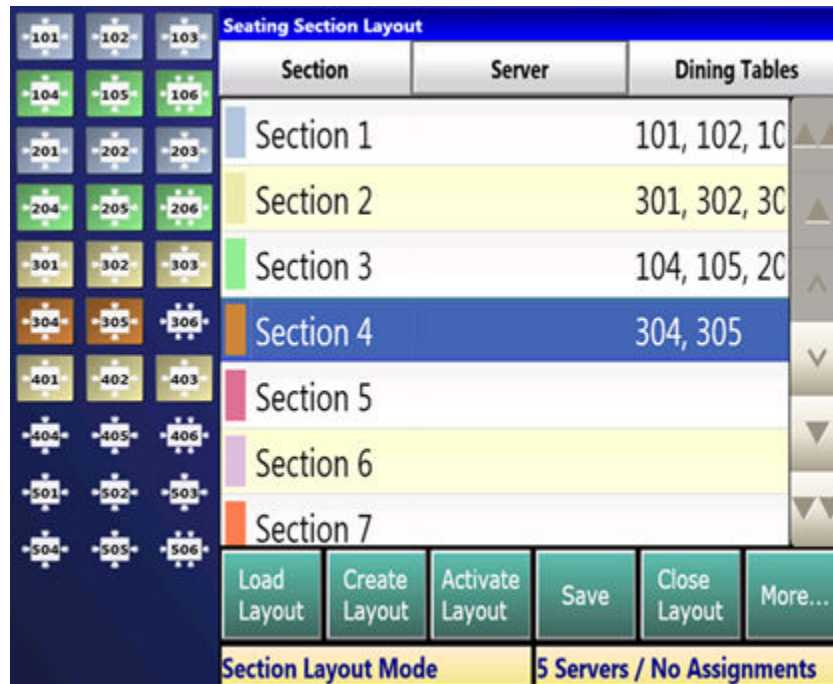 Seating Section Layout
Section Server Dining Tables
101 102 103
104 105 106
201 202 203
204 205 206
301 302 303
304 305 306
401 402 403
404 405 406
501 502 503
504 505 506
Section 1 101, 102, 10
Section 2 301, 302, 30
Section 3 104, 105, 20
Section 4 304, 305
Section 5
Section 6
Section 7
Load Layout
Create Layout
Activate Layout
Save
Close Layout
More...
Section Layout Mode
5 Servers / No Assignments